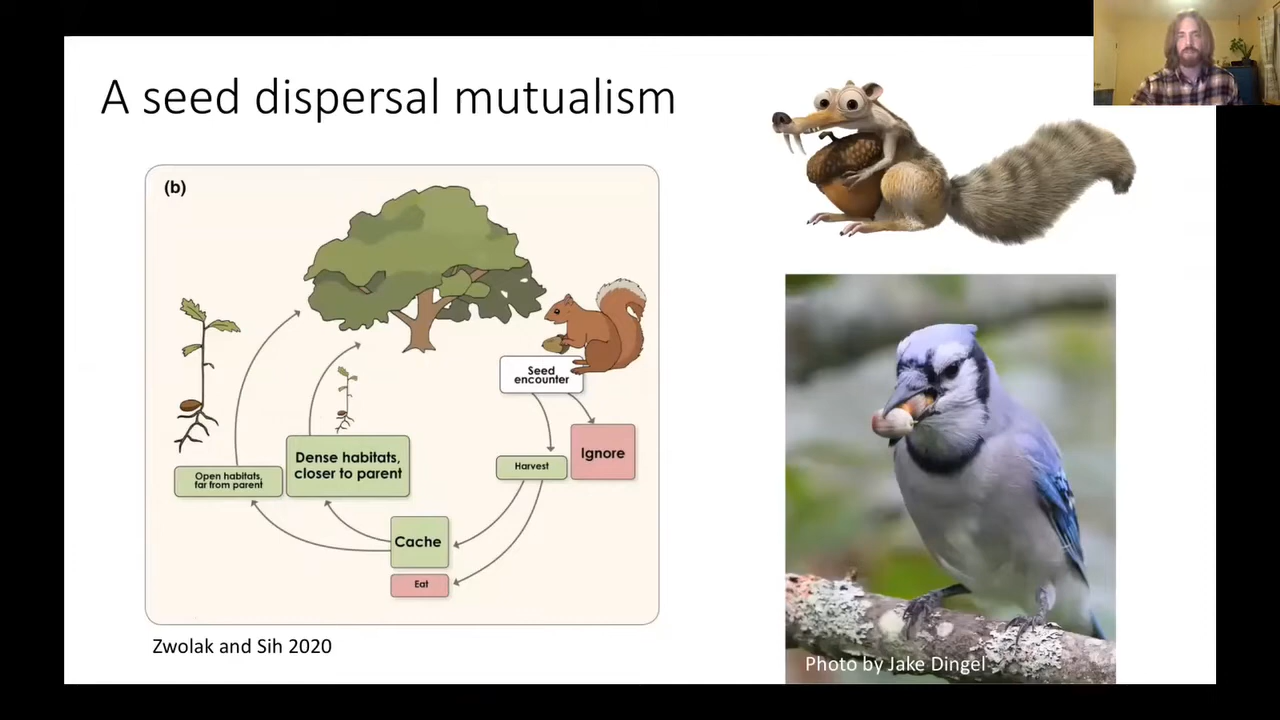 A seed dispersal mutualism
(b)
Seed
encounter
Ignore
Harvest
Dense habitats,
closer to parent
Open habitats,
far from parent
Cache
Eat
Zwolak and Sih 2020
Photo by Jake Dingel